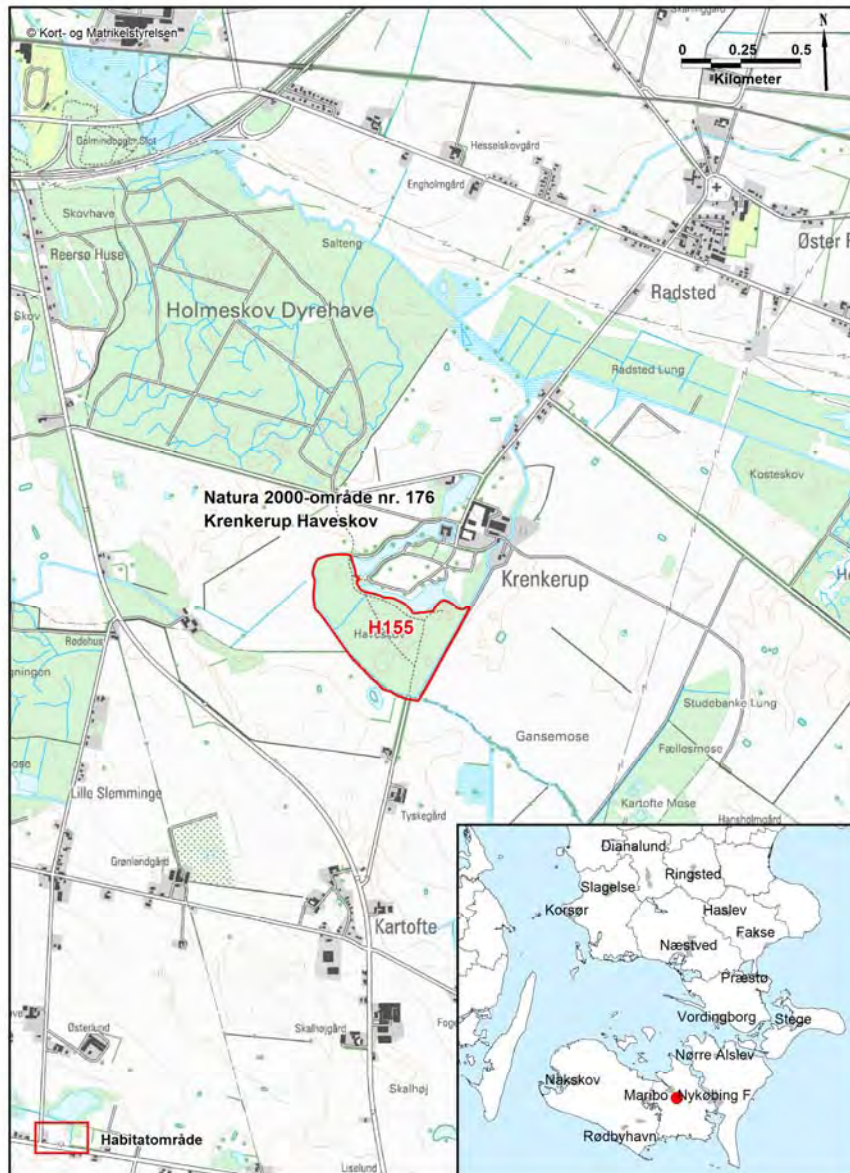 © Kort- og Matrikelstyrelsen
N
0 0.25 0.5
Kilometer
Hesselskovgård
Engholmgård
Skovhave
Salteng
Reersø Huse
Skov
Radsted
Holmeskov Dyrehave
Radsted Lung
Kosteskov
Natura 2000-område nr. 176
Krenkerup Haveskov
Krenkerup
H155
Haveskov
Rødehus
Studebanke Lung
Gansemose
Fællesmose
Lille Slemminge
Kartofte Mose
Hansholmgård
Tyskegård
Grønlandgård
Kartofte
Østerlund
Skalhøjgård
Skalhøj
Habitatområde
Liselund
Dianalund
Ringsted
Slagelse
Korsør
Haslev
Fakse
Næstved
Præstø
Vordingborg
Stege
Nørre Alslev
Nakskov
Maribo
Nykøbing F.
Rødbyhavn